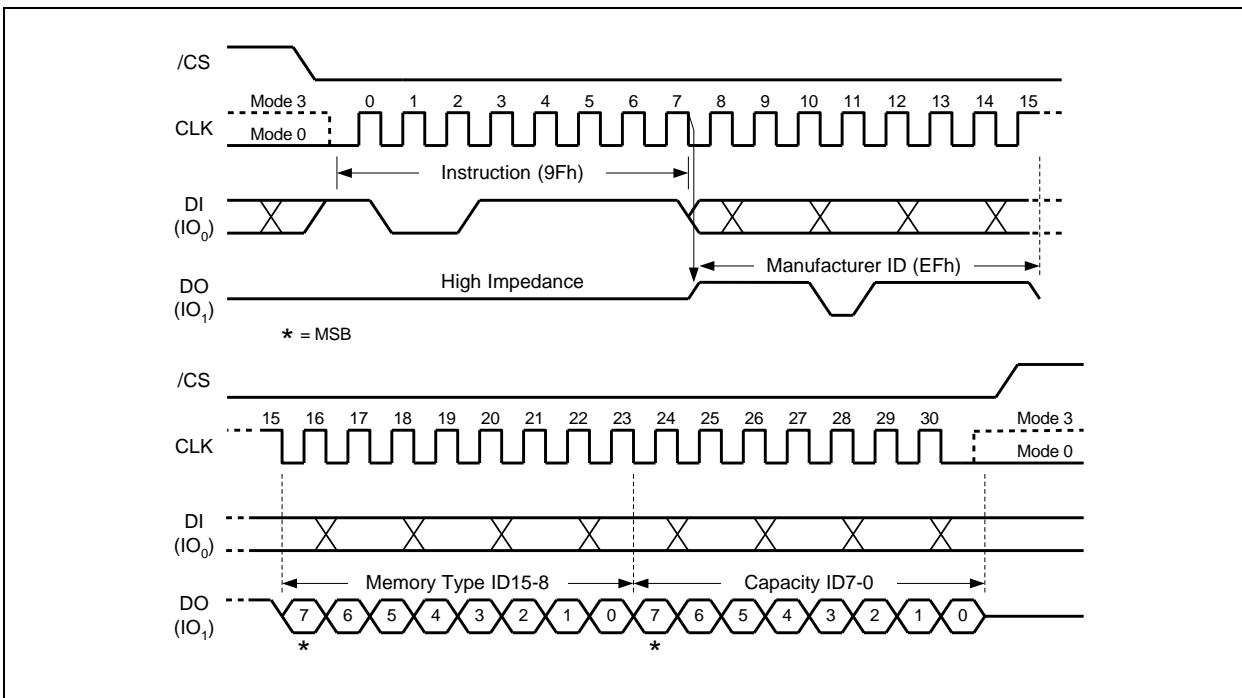 /CS
Mode 3 0 1 2 3 4 5 6 7 8 9 10 11 12 13 14 15
CLK
Mode 0
Instruction (9Fh)
DI
(IO0)
Manufacturer ID (EFh)
DO High Impedance
(IO1)
* = MSB
/CS
15 16 17 18 19 20 21 22 23 24 25 26 27 28 29 30 Mode 3
CLK
Mode 0
DI
(IO0)
Memory Type ID15-8 Capacity ID7-0
DO 7 6 5 4 3 2 1 0 7 6 5 4 3 2 1 0
(IO1)
* *